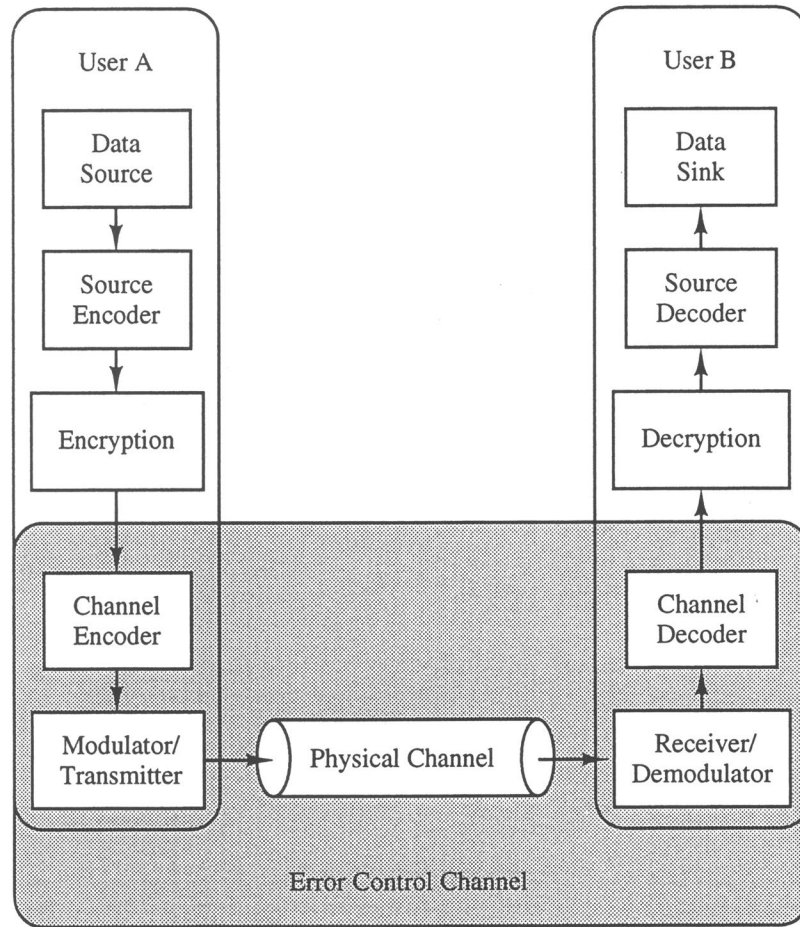 User A
Data
Source
Source
Encoder
Encryption
Channel
Encoder
Modulator/
Transmitter
Physical Channel
User B
Data
Sink
Source
Decoder
Decryption
Channel
Decoder
Receiver/
Demodulator
Error Control Channel